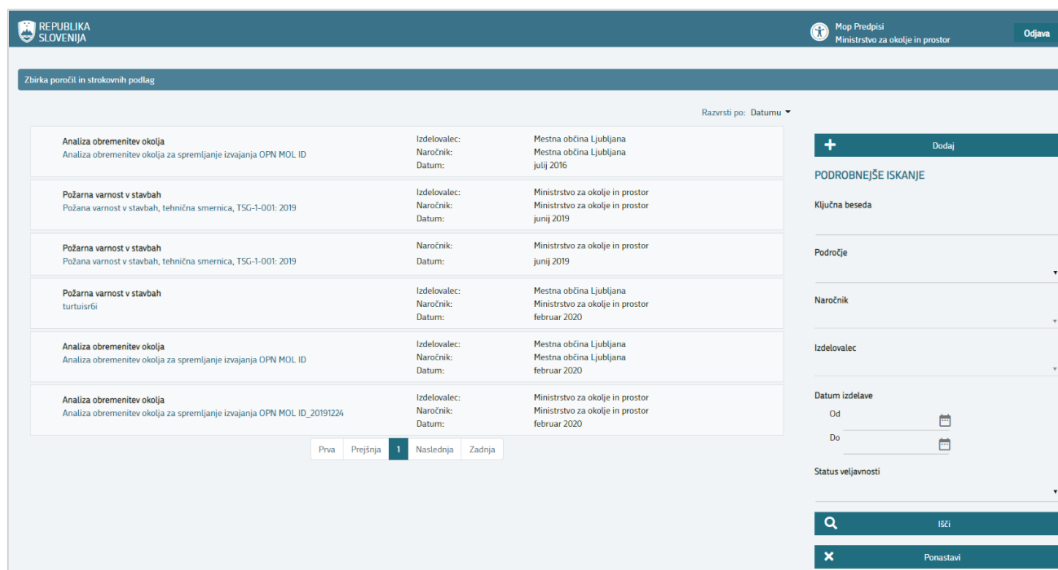 REPUBLIKA
SLOVENIJA
Mop Predpisi
Ministrstvo za okolje in prostor
Odjava
Zbirka poročil in strokovnih podlag
Razvrsti po: Datumu
Analiza obremenitev okolja
Analiza obremenitev okolja za spremljanje izvajanja OPN MOL ID
Izdelovalec: Mestna občina Ljubljana
Naročnik: Mestna občina Ljubljana
Datum: julij 2016
Požarna varnost v stavbah
Požana varnost v stavbah, tehnična smernica, TSG-1-001: 2019
Izdelovalec: Ministrstvo za okolje in prostor
Naročnik: Ministrstvo za okolje in prostor
Datum: junij 2019
Požarna varnost v stavbah
Požana varnost v stavbah, tehnična smernica, TSG-1-001: 2019
Naročnik: Ministrstvo za okolje in prostor
Datum: junij 2019
Požarna varnost v stavbah
turtuisr6i
Izdelovalec: Mestna občina Ljubljana
Naročnik: Ministrstvo za okolje in prostor
Datum: februar 2020
Analiza obremenitev okolja
Analiza obremenitev okolja za spremljanje izvajanja OPN MOL ID
Izdelovalec: Mestna občina Ljubljana
Naročnik: Mestna občina Ljubljana
Datum: februar 2020
Analiza obremenitev okolja
Analiza obremenitev okolja za spremljanje izvajanja OPN MOL ID_20191224
Izdelovalec: Ministrstvo za okolje in prostor
Naročnik: Ministrstvo za okolje in prostor
Datum: februar 2020
Prva Prejšnja 1 Naslednja Zadnja
Dodaj
PODROBNEJŠE ISKANJE
Ključna beseda
Področje
Naročnik
Izdelovalec
Datum izdelave
Od
Do
Status veljavnosti
Išči
Ponastavi